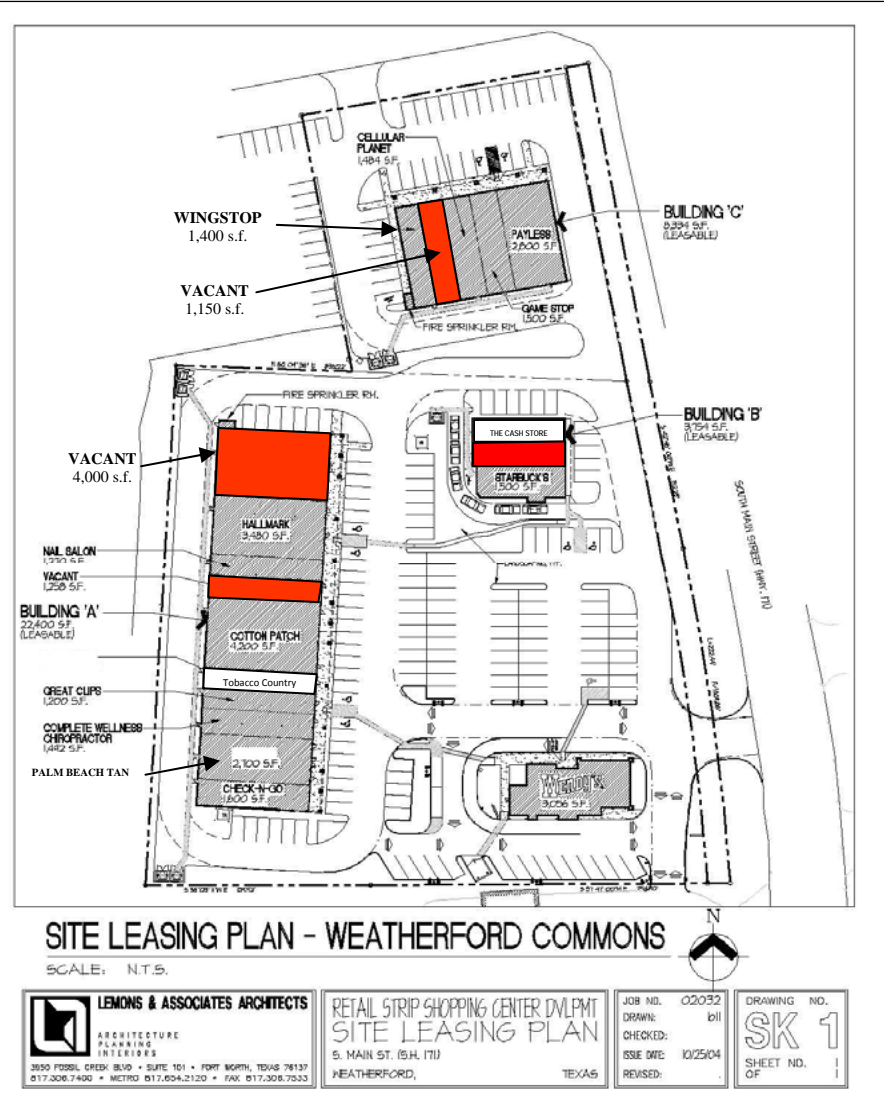 CELLULAR
PLANET
1,484 S.F.
WINGSTOP
1,400 s.f.
BUILDING 'C'
(LEASABLE)
PAYLESS
2,800 S.F.
VACANT
1,150 s.f.
GAME STOP
1,500 S.F.
FIRE SPRINKLER RM.
FIRE SPRINKLER RM.
THE CASH STORE
BUILDING 'B'
3,754 S.F.
(LEASABLE)
VACANT
4,000 s.f.
STARBUCK'S
1,500 S.F.
HALLMARK
3,480 S.F.
NAIL SALON
VACANT
1,258 S.F.
SOUTH MAIN STREET (HWY. 171)
BUILDING 'A'
22,400 S.F.
(LEASABLE)
COTTON PATCH
4,200 S.F.
Tobacco Country
GREAT CLIPS
1,200 S.F.
COMPLETE WELLNESS
CHIROPRACTOR
1,442 S.F.
PALM BEACH TAN
2,100 S.F.
WENDY'S
3,056 S.F.
CHECK-N-GO
1,600 S.F.
N
SITE LEASING PLAN - WEATHERFORD COMMONS
SCALE: N.T.S.
LEMONS & ASSOCIATES ARCHITECTS
ARCHITECTURE
PLANNING
INTERIORS
3950 FOSSIL CREEK BLVD • SUITE 101 • FORT WORTH, TEXAS 76137
817.306.7400 • METRO 817.654.2120 • FAX 817.306.7533
RETAIL STRIP SHOPPING CENTER DVLPMT
SITE LEASING PLAN
S. MAIN ST. (S.H. 171)
WEATHERFORD, TEXAS
JOB NO. 02032
DRAWN: bll
CHECKED:
ISSUE DATE: 10/25/04
REVISED: .
DRAWING NO.
SK 1
SHEET NO. 1
OF 1